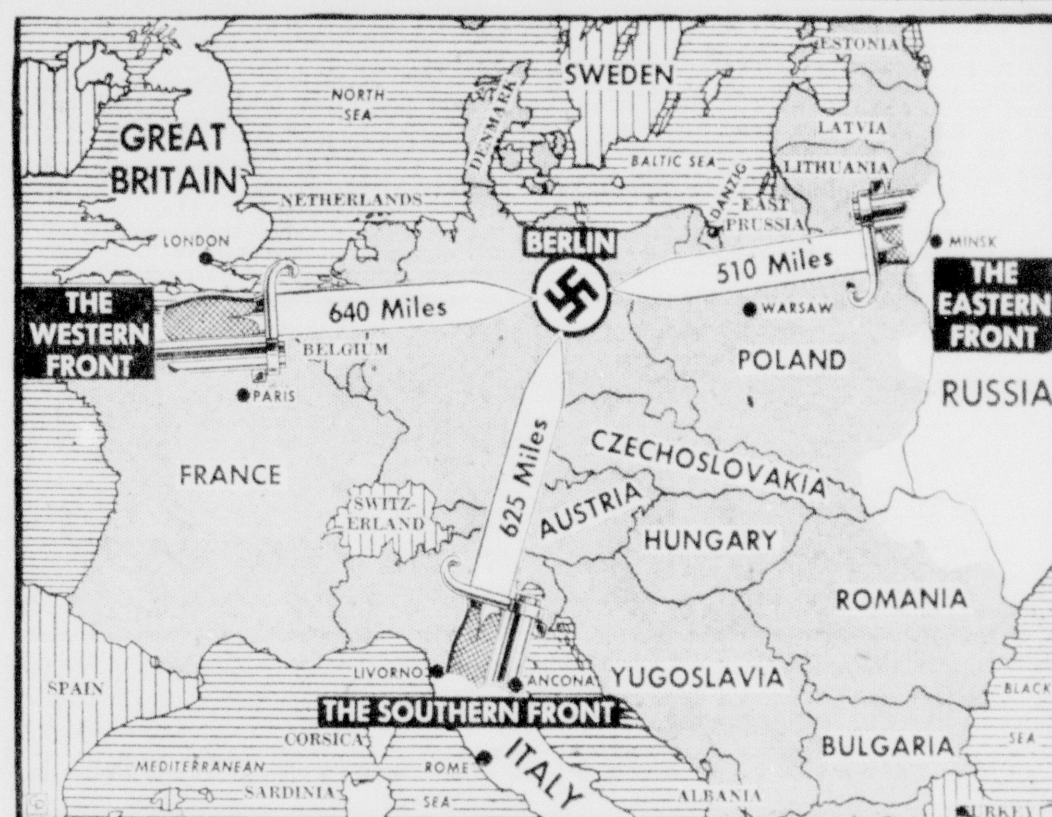 ESTONIA
SWEDEN
NORTH
SEA
DENMARK
GREAT
BRITAIN
LATVIA
BALTIC SEA
LITHUANIA
DANZIG
NETHERLANDS
EAST
PRUSSIA
LONDON
BERLIN
MINSK
510 Miles
THE
WESTERN
FRONT
640 Miles
THE
EASTERN
FRONT
WARSAW
BELGIUM
POLAND
PARIS
RUSSIA
FRANCE
625 Miles
CZECHOSLOVAKIA
SWITZ-
ERLAND
AUSTRIA
HUNGARY
ROMANIA
LIVORNO
ANCONA
YUGOSLAVIA
SPAIN
BLACK
SEA
THE SOUTHERN FRONT
CORSICA
ITALY
BULGARIA
MEDITERRANEAN
SEA
ROME
SARDINIA
ALBANIA
TURKEY